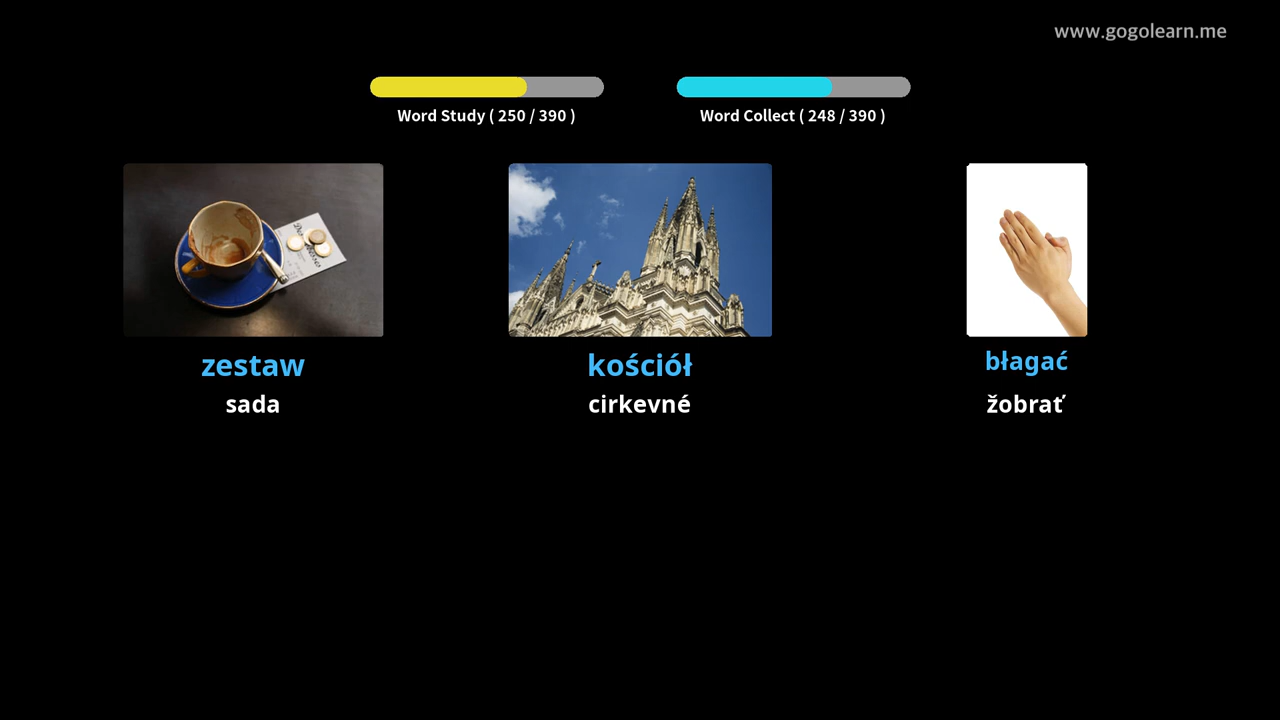 www.gogolearn.me
Word Study ( 250 / 390 )
Word Collect ( 248 / 390 )
zestaw
kościół
błagać
sada
cirkevné
žobrať